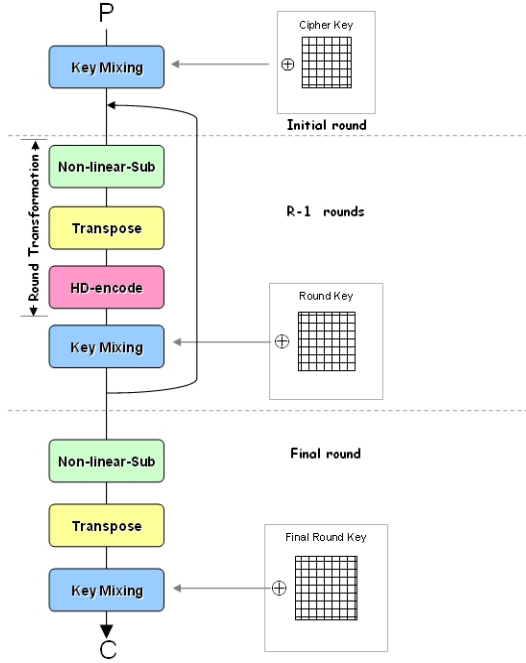 P
Cipher Key
Key Mixing
Initial round
Round Transformation
Non-linear-Sub
R-1 rounds
Transpose
HD-encode
Round Key
Key Mixing
Final round
Non-linear-Sub
Transpose
Final Round Key
Key Mixing
C